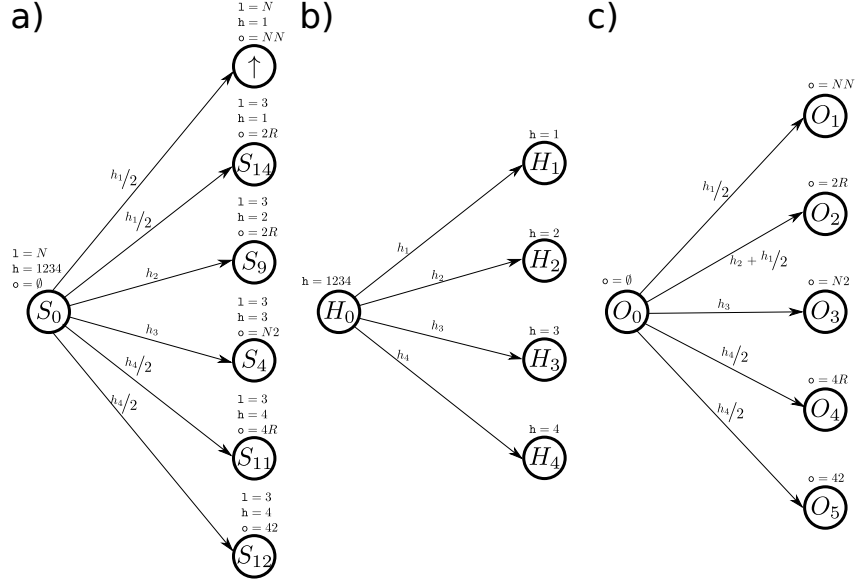 a)
l = N
h = 1
o = NN
↑
l = 3
h = 1
o = 2R
S14
l = 3
h = 2
o = 2R
S9
l = 3
h = 3
o = N2
S4
l = 3
h = 4
o = 4R
S11
l = 3
h = 4
o = 42
S12
l = N
h = 1234
o = ∅
S0
h1/2
h1/2
h2
h3
h4/2
h4/2
b)
h = 1234
H0
h = 1
H1
h = 2
H2
h = 3
H3
h = 4
H4
h1
h2
h3
h4
c)
o = ∅
O0
o = NN
O1
o = 2R
O2
o = N2
O3
o = 4R
O4
o = 42
O5
h1/2
h2 + h1/2
h3
h4/2
h4/2